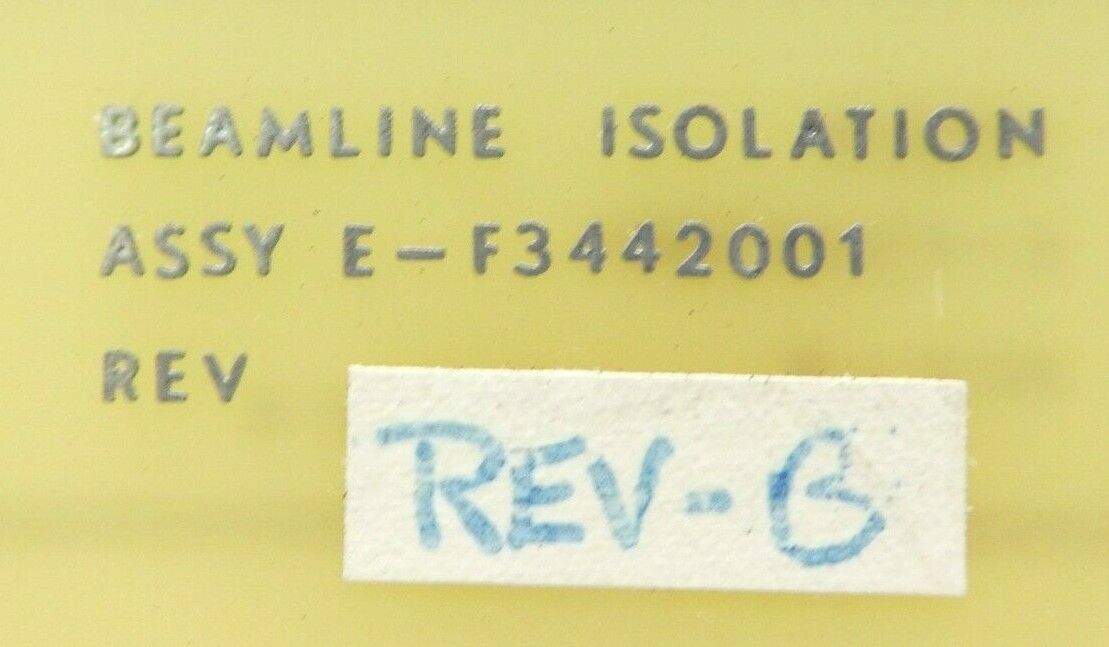 BEAMLINE ISOLATION
ASSY E-F3442001
REV
REV-G